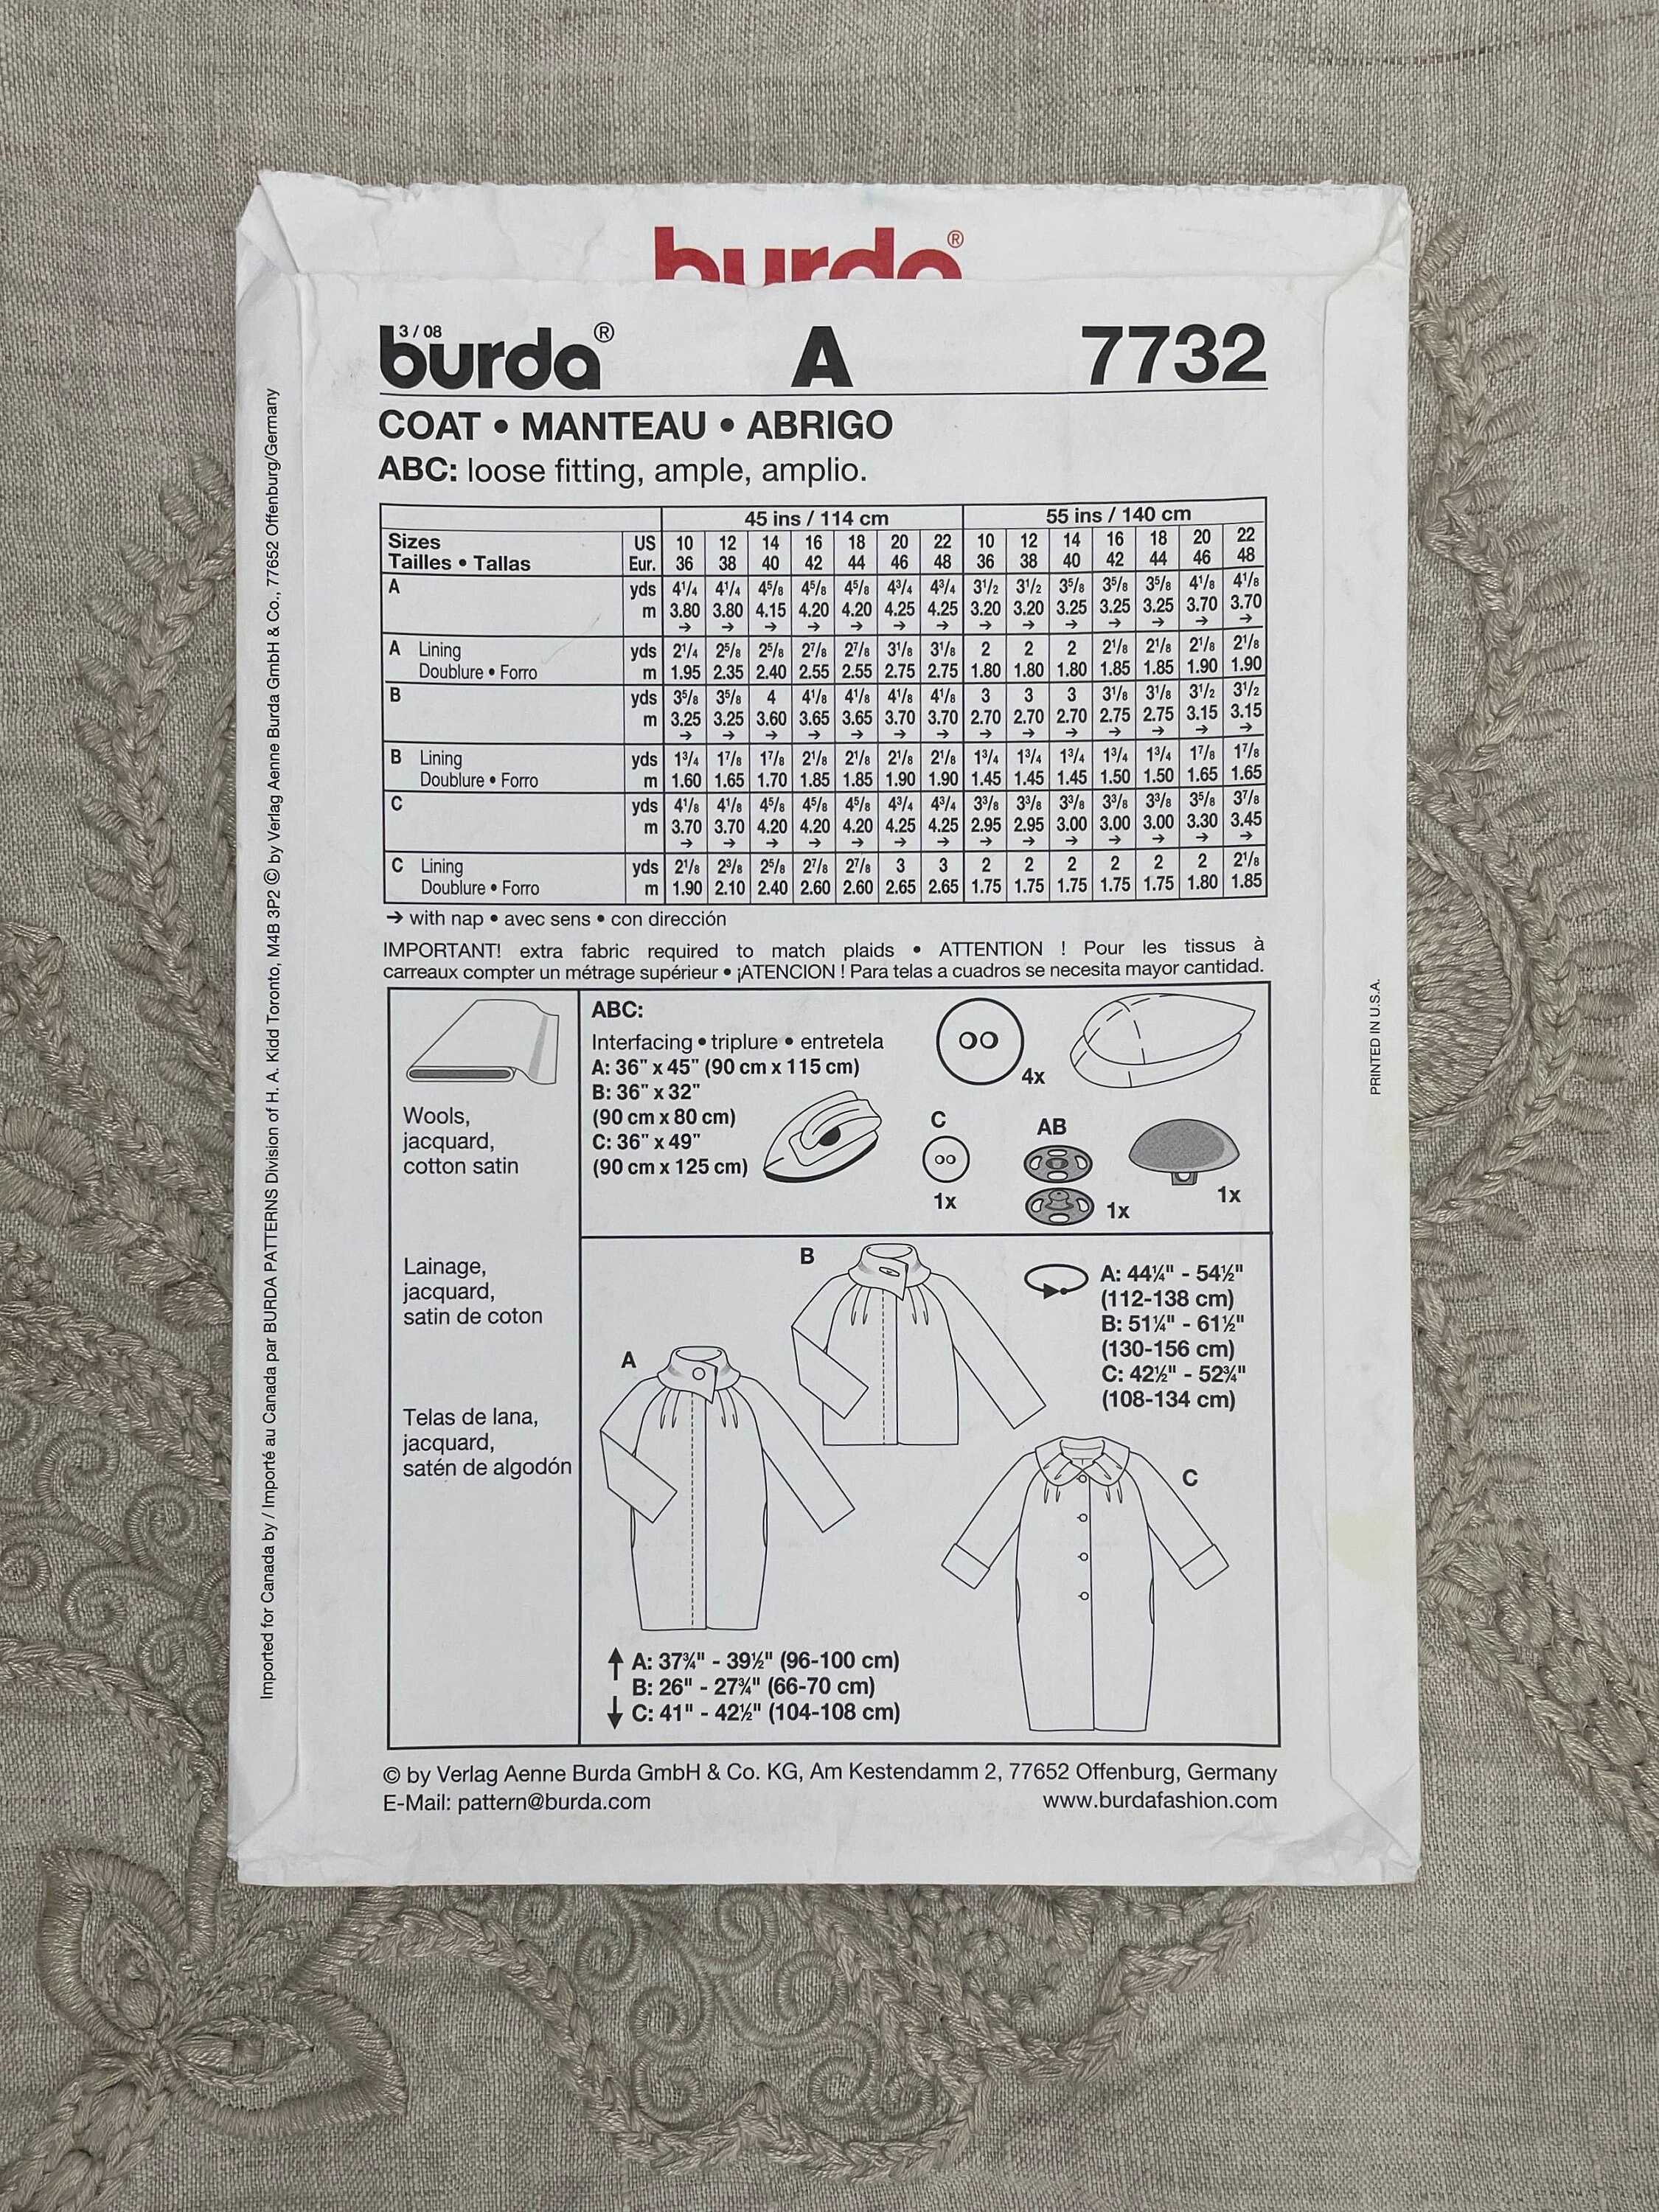 burda®
3 / 08
burda® A 7732
COAT • MANTEAU • ABRIGO
ABC: loose fitting, ample, amplio.
45 ins / 114 cm 55 ins / 140 cm
Sizes US 10 12 14 16 18 20 22 10 12 14 16 18 20 22
Tailles • Tallas Eur. 36 38 40 42 44 46 48 36 38 40 42 44 46 48
A yds 4¹/₄ 4¹/₄ 4⁵/₈ 4⁵/₈ 4⁵/₈ 4³/₄ 4³/₄ 3¹/₂ 3¹/₂ 3⁵/₈ 3⁵/₈ 3⁵/₈ 4¹/₈ 4¹/₈
m 3.80 3.80 4.15 4.20 4.20 4.25 4.25 3.20 3.20 3.25 3.25 3.25 3.70 3.70
→ → → → → → → → → → → → → →
A Lining yds 2¹/₄ 2⁵/₈ 2⁵/₈ 2⁷/₈ 2⁷/₈ 3¹/₈ 3¹/₈ 2 2 2 2¹/₈ 2¹/₈ 2¹/₈ 2¹/₈
Doublure • Forro m 1.95 2.35 2.40 2.55 2.55 2.75 2.75 1.80 1.80 1.80 1.85 1.85 1.90 1.90
B yds 3⁵/₈ 3⁵/₈ 4 4¹/₈ 4¹/₈ 4¹/₈ 4¹/₈ 3 3 3 3¹/₈ 3¹/₈ 3¹/₂ 3¹/₂
m 3.25 3.25 3.60 3.65 3.65 3.70 3.70 2.70 2.70 2.70 2.75 2.75 3.15 3.15
→ → → → → → → → → → → → → →
B Lining yds 1³/₄ 1⁷/₈ 1⁷/₈ 2¹/₈ 2¹/₈ 2¹/₈ 2¹/₈ 1³/₄ 1³/₄ 1³/₄ 1³/₄ 1³/₄ 1⁷/₈ 1⁷/₈
Doublure • Forro m 1.60 1.65 1.70 1.85 1.85 1.90 1.90 1.45 1.45 1.45 1.50 1.50 1.65 1.65
C yds 4¹/₈ 4¹/₈ 4⁵/₈ 4⁵/₈ 4⁵/₈ 4³/₄ 4³/₄ 3³/₈ 3³/₈ 3³/₈ 3³/₈ 3³/₈ 3⁵/₈ 3⁷/₈
m 3.70 3.70 4.20 4.20 4.20 4.25 4.25 2.95 2.95 3.00 3.00 3.00 3.30 3.45
→ → → → → → → → → → → → → →
C Lining yds 2¹/₈ 2³/₈ 2⁵/₈ 2⁷/₈ 2⁷/₈ 3 3 2 2 2 2 2 2 2¹/₈
Doublure • Forro m 1.90 2.10 2.40 2.60 2.60 2.65 2.65 1.75 1.75 1.75 1.75 1.75 1.80 1.85
→ with nap • avec sens • con dirección
IMPORTANT! extra fabric required to match plaids • ATTENTION ! Pour les tissus à
carreaux compter un métrage supérieur • ¡ATENCION ! Para telas a cuadros se necesita mayor cantidad.
Wools,
jacquard,
cotton satin
Lainage,
jacquard,
satin de coton
Telas de lana,
jacquard,
satén de algodón
ABC:
Interfacing • triplure • entretela
A: 36" x 45" (90 cm x 115 cm)
B: 36" x 32"
(90 cm x 80 cm)
C: 36" x 49"
(90 cm x 125 cm)
4x
C
1x
AB
1x
1x
B
A
C
A: 44¼" - 54½"
(112-138 cm)
B: 51¼" - 61½"
(130-156 cm)
C: 42½" - 52¾"
(108-134 cm)
A: 37¾" - 39½" (96-100 cm)
B: 26" - 27¾" (66-70 cm)
C: 41" - 42½" (104-108 cm)
© by Verlag Aenne Burda GmbH & Co. KG, Am Kestendamm 2, 77652 Offenburg, Germany
E-Mail: pattern@burda.com www.burdafashion.com
Imported for Canada by / Importé au Canada par BURDA PATTERNS Division of H. A. Kidd Toronto, M4B 3P2 © by Verlag Aenne Burda GmbH & Co., 77652 Offenburg/Germany
PRINTED IN U.S.A.